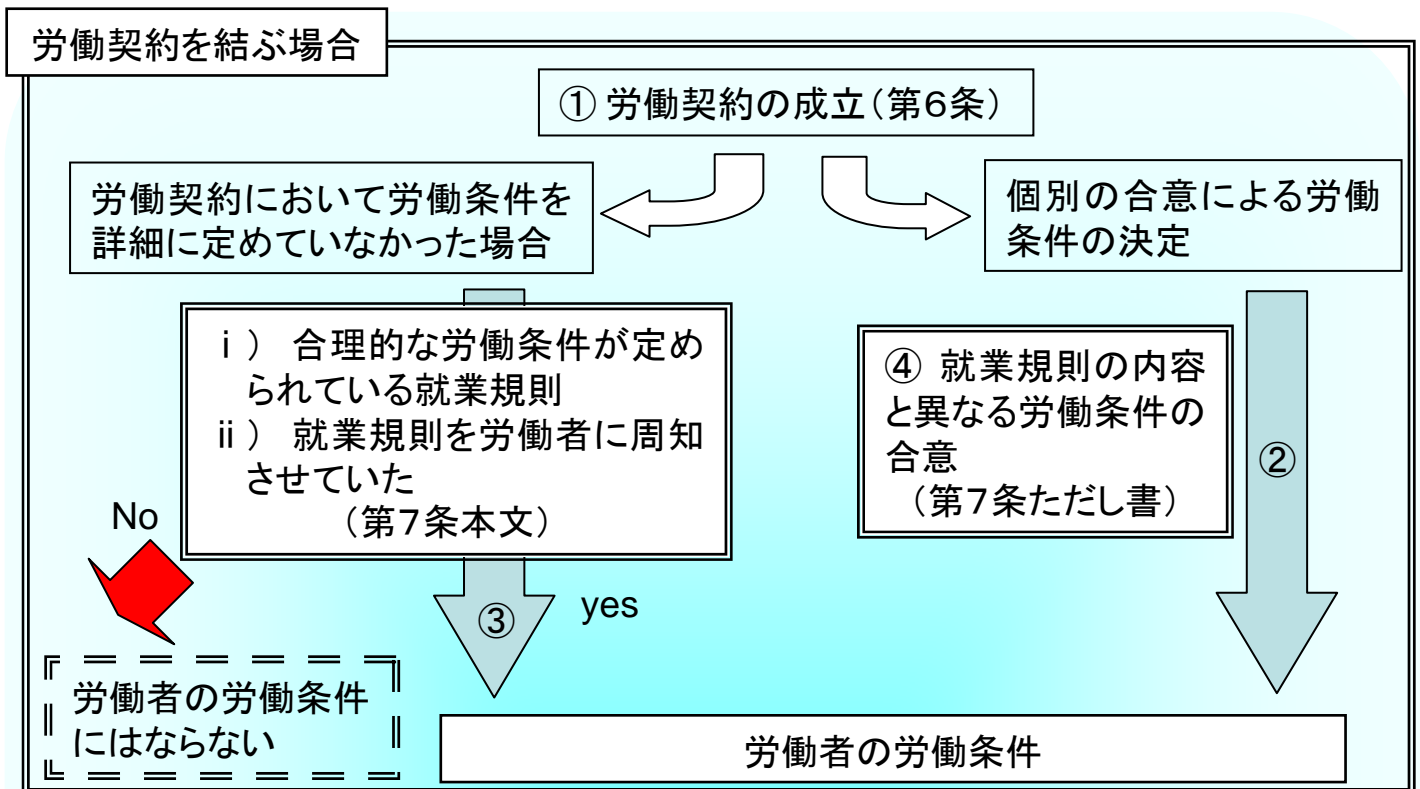 労働契約を結ぶ場合
① 労働契約の成立（第６条）
労働契約において労働条件を
詳細に定めていなかった場合
個別の合意による労働
条件の決定
ⅰ） 合理的な労働条件が定め
られている就業規則
ⅱ） 就業規則を労働者に周知
させていた
（第７条本文）
④ 就業規則の内容
と異なる労働条件の
合意
（第７条ただし書）
②
No
③
yes
労働者の労働条件
にはならない
労働者の労働条件